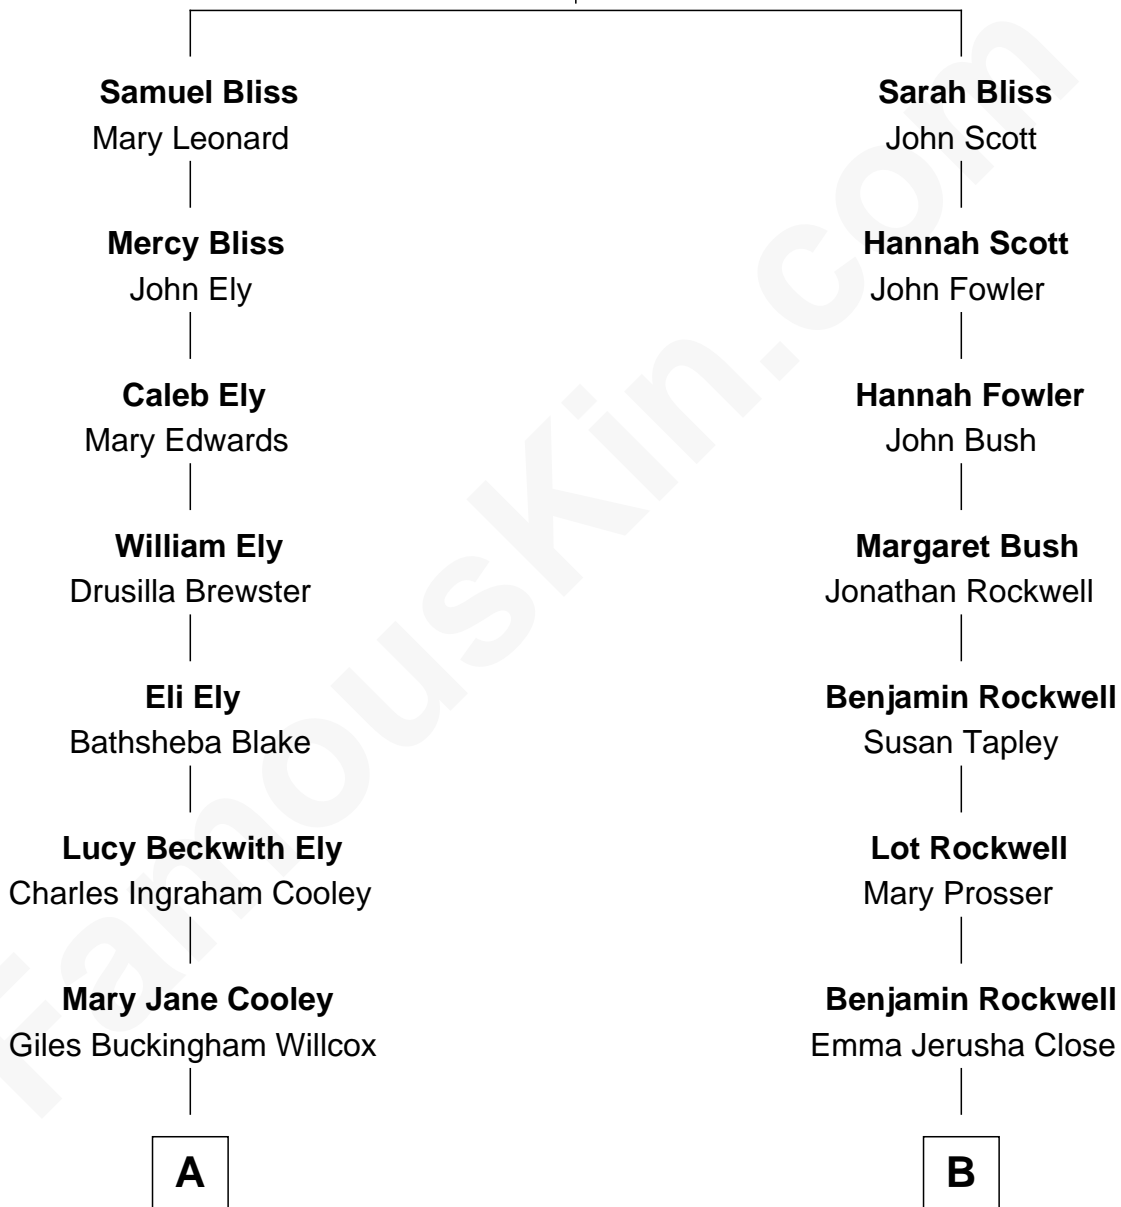 Samuel Bliss
Mary Leonard
Mercy Bliss
John Ely
Caleb Ely
Mary Edwards
William Ely
Drusilla Brewster
Eli Ely
Bathsheba Blake
Lucy Beckwith Ely
Charles Ingraham Cooley
Mary Jane Cooley
Giles Buckingham Willcox
A
Sarah Bliss
John Scott
Hannah Scott
John Fowler
Hannah Fowler
John Bush
Margaret Bush
Jonathan Rockwell
Benjamin Rockwell
Susan Tapley
Lot Rockwell
Mary Prosser
Benjamin Rockwell
Emma Jerusha Close
B
FamousKin.com